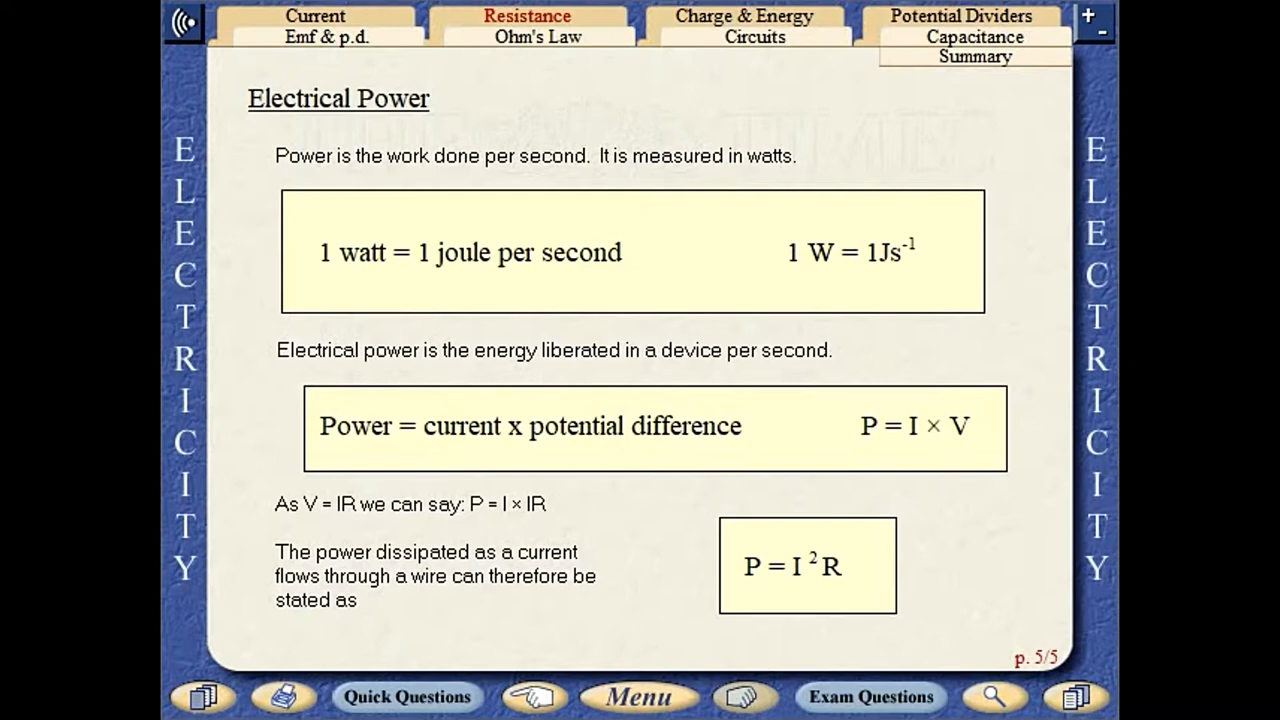 Current Resistance Charge & Energy Potential Dividers
Emf & p.d. Ohm's Law Circuits Capacitance
Summary
+
-
Electrical Power
Power is the work done per second. It is measured in watts.
1 watt = 1 joule per second 1 W = 1Js⁻¹
Electrical power is the energy liberated in a device per second.
Power = current x potential difference P = I × V
As V = IR we can say: P = I × IR
The power dissipated as a current
flows through a wire can therefore be
stated as
P = I ² R
p. 5/5
ELECTRICITY
ELECTRICITY
Quick Questions Menu Exam Questions